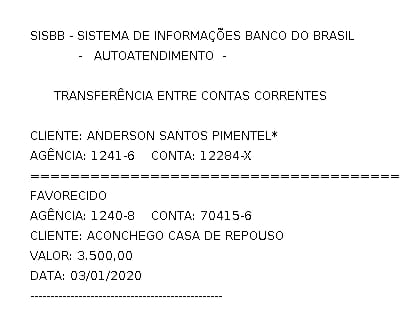 SISBB - SISTEMA DE INFORMAÇÕES BANCO DO BRASIL
- AUTOATENDIMENTO -
TRANSFERÊNCIA ENTRE CONTAS CORRENTES
CLIENTE: ANDERSON SANTOS PIMENTEL*
AGÊNCIA: 1241-6 CONTA: 12284-X
=====================================
FAVORECIDO
AGÊNCIA: 1240-8 CONTA: 70415-6
CLIENTE: ACONCHEGO CASA DE REPOUSO
VALOR: 3.500,00
DATA: 03/01/2020
------------------------------------------------